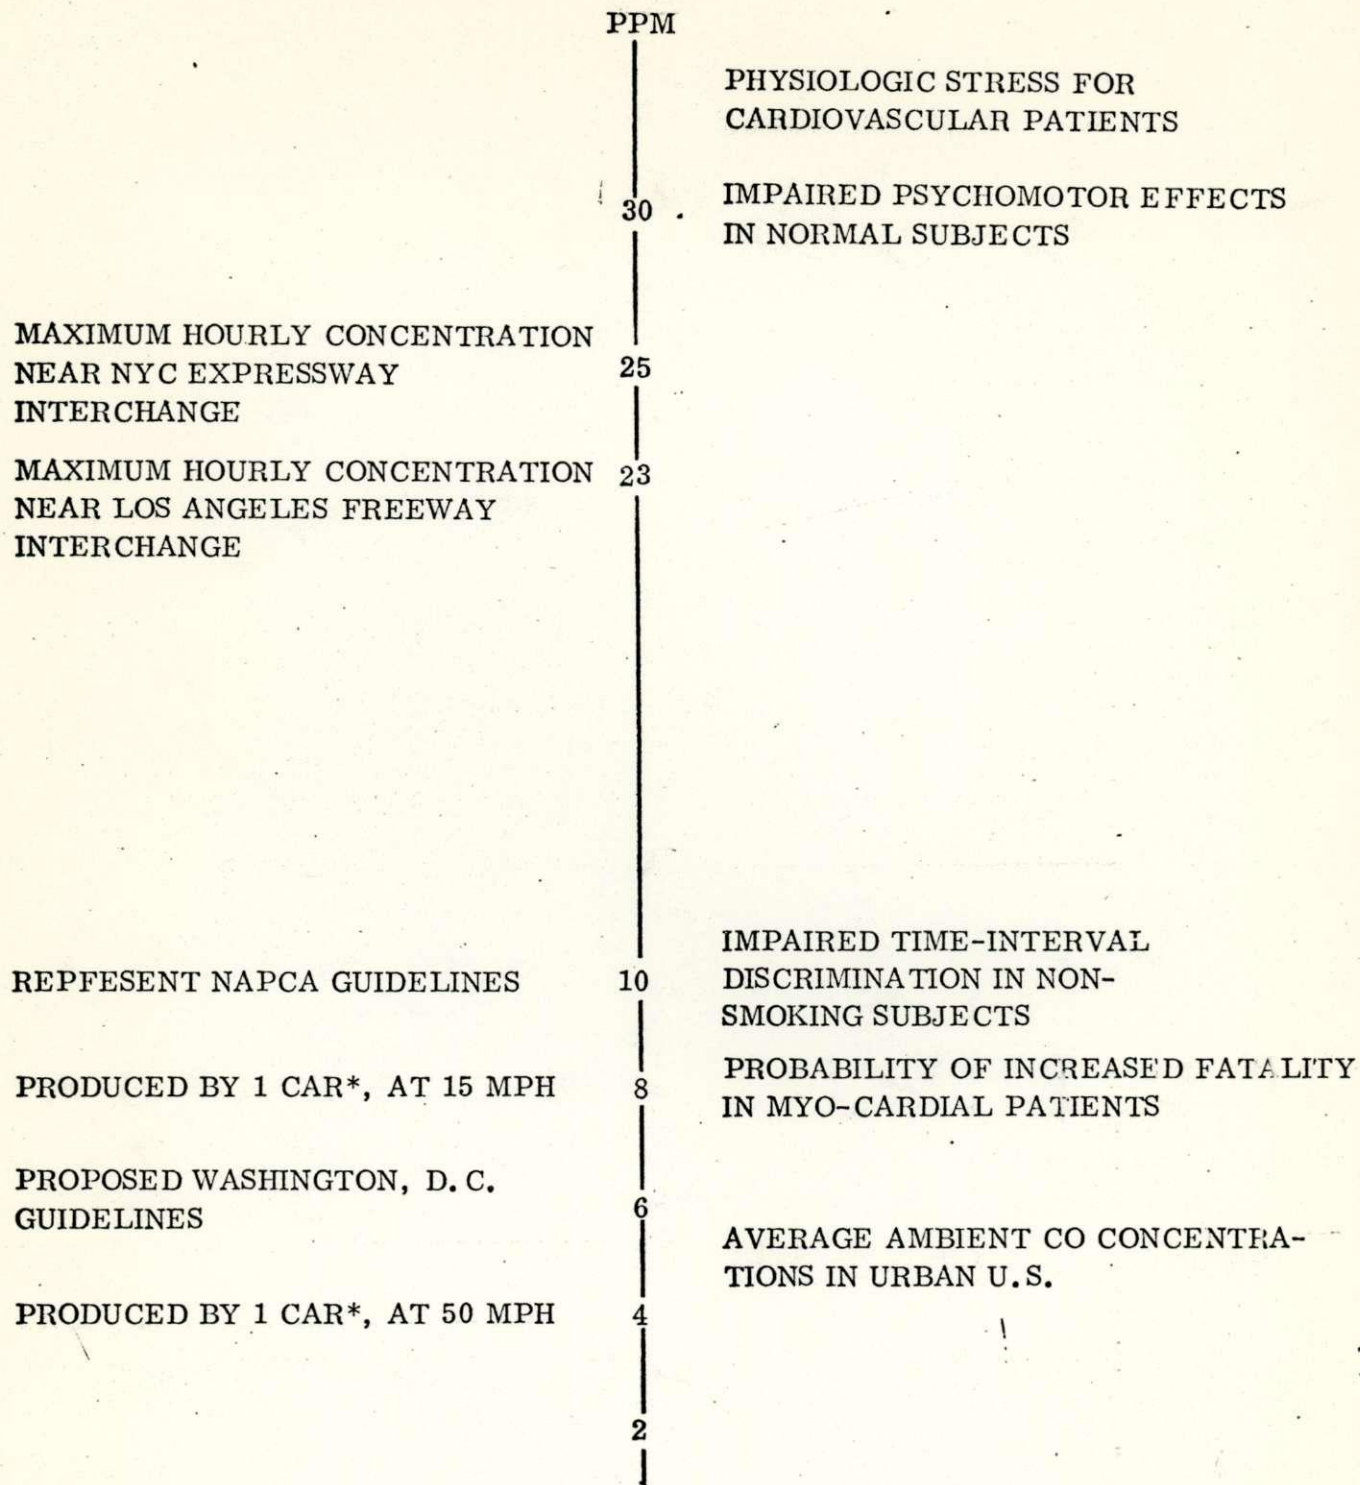 PPM
PHYSIOLOGIC STRESS FOR
CARDIOVASCULAR PATIENTS
30
IMPAIRED PSYCHOMOTOR EFFECTS
IN NORMAL SUBJECTS
MAXIMUM HOURLY CONCENTRATION
NEAR NYC EXPRESSWAY
INTERCHANGE
25
MAXIMUM HOURLY CONCENTRATION
NEAR LOS ANGELES FREEWAY
INTERCHANGE
23
REPFESENT NAPCA GUIDELINES
10
IMPAIRED TIME-INTERVAL
DISCRIMINATION IN NON-
SMOKING SUBJECTS
PRODUCED BY 1 CAR*, AT 15 MPH
8
PROBABILITY OF INCREASED FATALITY
IN MYO-CARDIAL PATIENTS
PROPOSED WASHINGTON, D. C.
GUIDELINES
6
AVERAGE AMBIENT CO CONCENTRA-
TIONS IN URBAN U.S.
PRODUCED BY 1 CAR*, AT 50 MPH
4
2